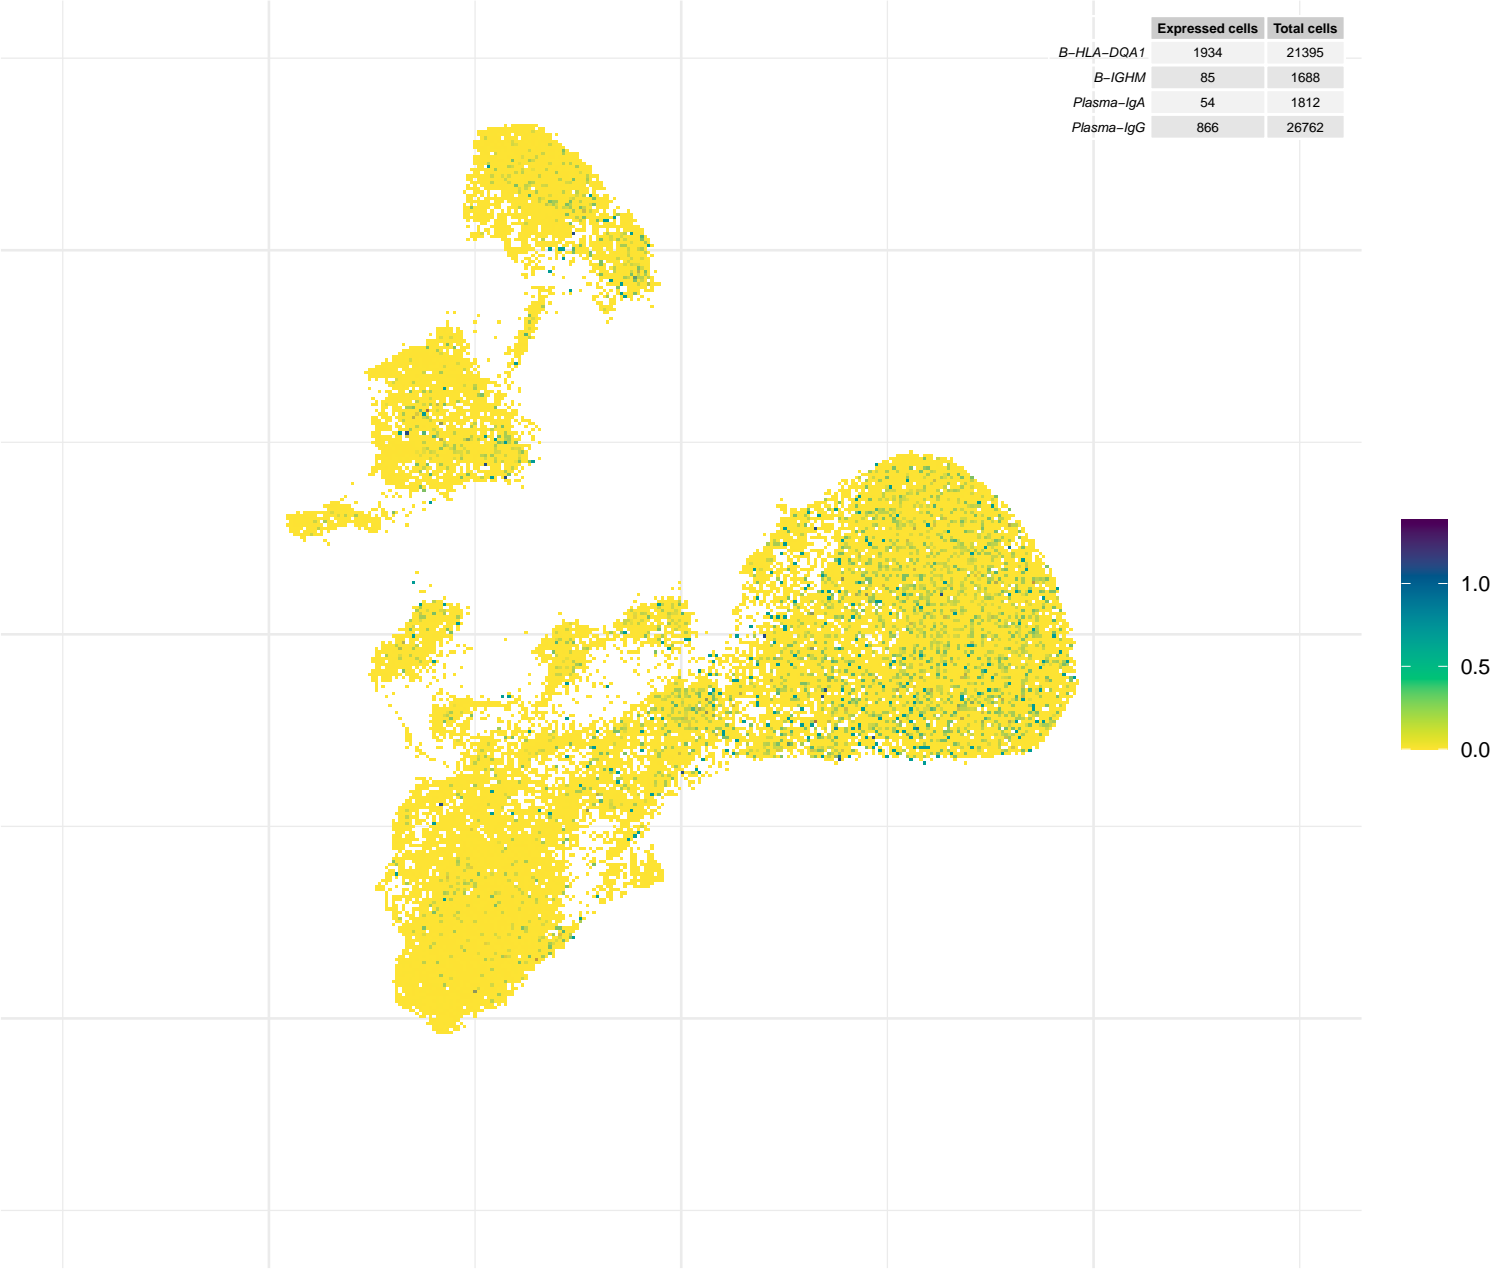 Expressed cells Total cells
B−HLA−DQA1 1934 21395
B−IGHM 85 1688
Plasma−IgA 54 1812
Plasma−IgG 866 26762
1.0
0.5
0.0